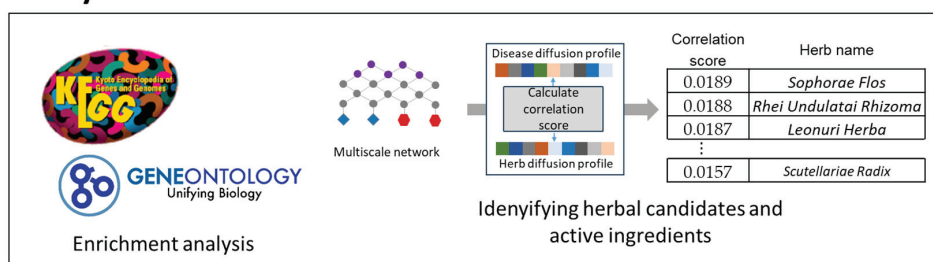 Kyoto Encyclopedia of
Genes and Genomes
KEGG
GENEONTOLOGY
Unifying Biology
Enrichment analysis
Multiscale network
Disease diffusion profile
Calculate
correlation
score
Herb diffusion profile
Idenyifying herbal candidates and
active ingredients
Correlation
score
Herb name
0.0189 Sophorae Flos
0.0188 Rhei Undulatai Rhizoma
0.0187 Leonuri Herba
⋮
0.0157 Scutellariae Radix